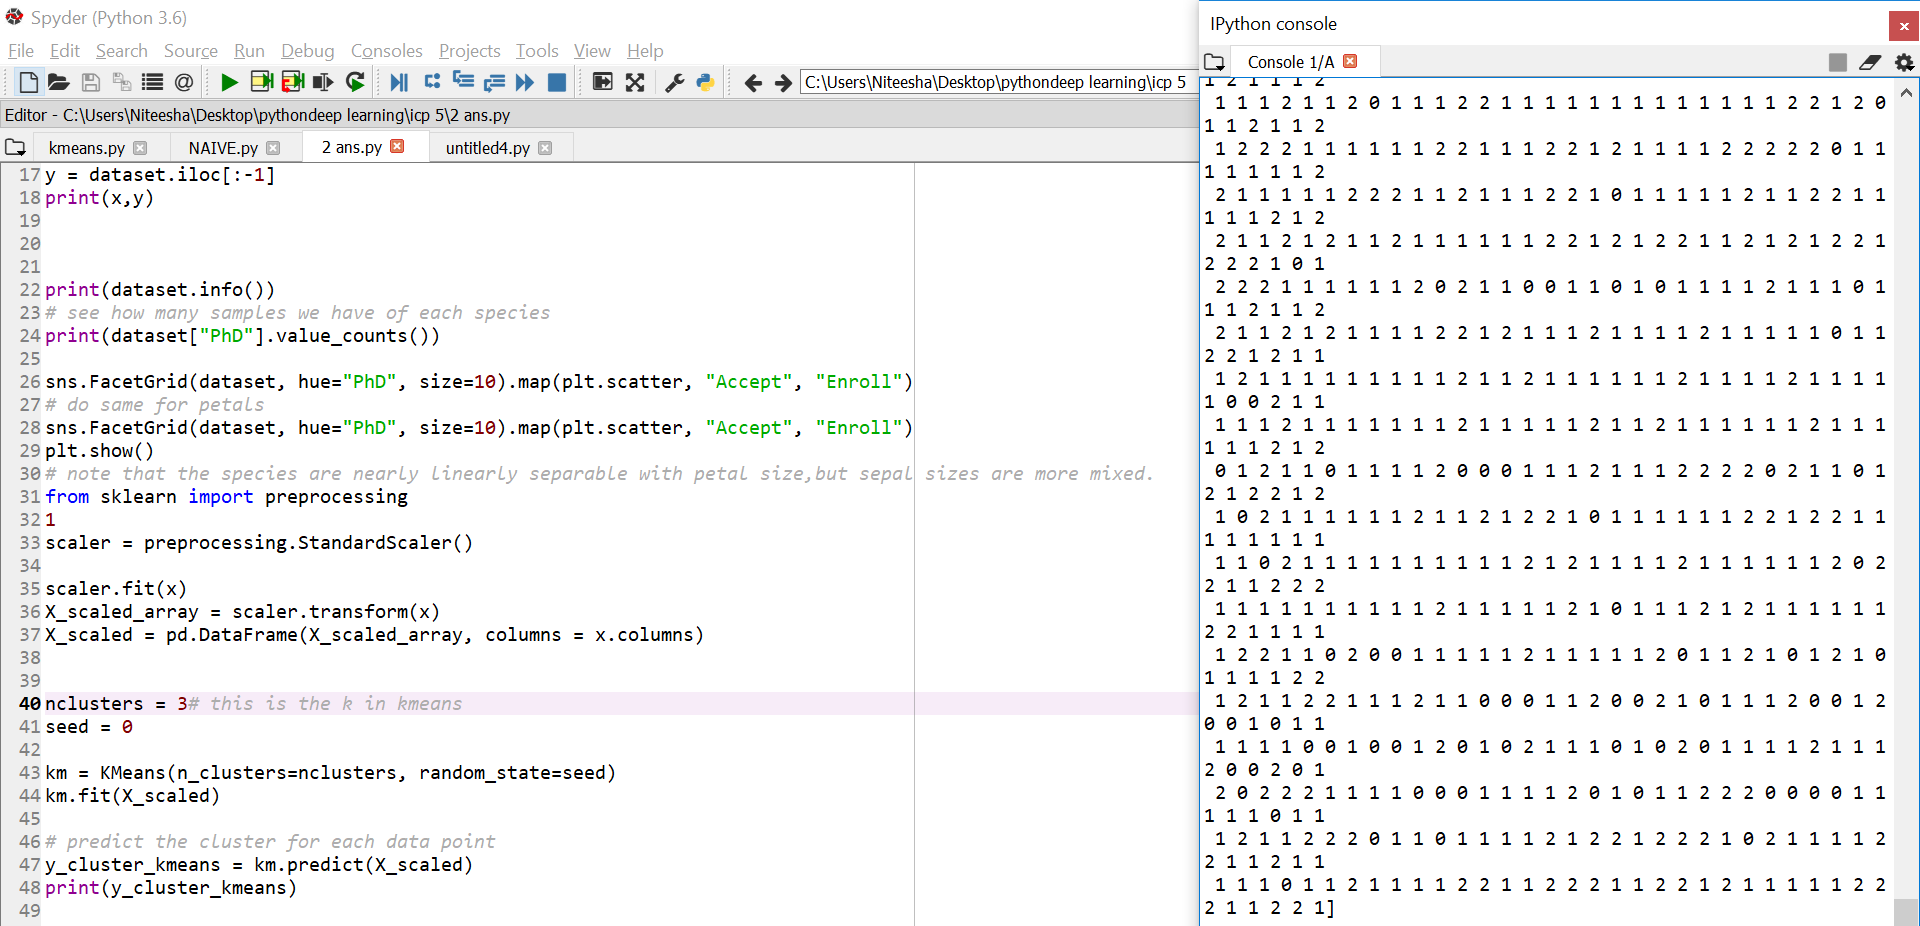 Spyder (Python 3.6)
File Edit Search Source Run Debug Consoles Projects Tools View Help
C:\Users\Niteesha\Desktop\pythondeep learning\icp 5
Editor - C:\Users\Niteesha\Desktop\pythondeep learning\icp 5\2 ans.py
kmeans.py NAIVE.py 2 ans.py untitled4.py
17 y = dataset.iloc[:-1]
18 print(x,y)
19
20
21
22 print(dataset.info())
23 # see how many samples we have of each species
24 print(dataset["PhD"].value_counts())
25
26 sns.FacetGrid(dataset, hue="PhD", size=10).map(plt.scatter, "Accept", "Enroll")
27 # do same for petals
28 sns.FacetGrid(dataset, hue="PhD", size=10).map(plt.scatter, "Accept", "Enroll")
29 plt.show()
30 # note that the species are nearly linearly separable with petal size,but sepal sizes are more mixed.
31 from sklearn import preprocessing
32 1
33 scaler = preprocessing.StandardScaler()
34
35 scaler.fit(x)
36 X_scaled_array = scaler.transform(x)
37 X_scaled = pd.DataFrame(X_scaled_array, columns = x.columns)
38
39
40 nclusters = 3# this is the k in kmeans
41 seed = 0
42
43 km = KMeans(n_clusters=nclusters, random_state=seed)
44 km.fit(X_scaled)
45
46 # predict the cluster for each data point
47 y_cluster_kmeans = km.predict(X_scaled)
48 print(y_cluster_kmeans)
49
IPython console
Console 1/A
1 2 1 1 1 2
1 1 1 2 1 1 2 0 1 1 1 2 2 1 1 1 1 1 1 1 1 1 1 1 1 1 2 2 1 2 0
1 1 2 1 1 2
1 2 2 2 1 1 1 1 1 1 2 2 1 1 1 2 2 1 2 1 1 1 1 2 2 2 2 2 0 1 1
1 1 1 1 1 2
2 1 1 1 1 1 2 2 2 1 1 2 1 1 1 2 2 1 0 1 1 1 1 1 2 1 1 2 2 1 1
1 1 1 2 1 2
2 1 1 2 1 2 1 1 2 1 1 1 1 1 1 2 2 1 2 1 2 2 1 1 2 1 2 1 2 2 1
2 2 2 1 0 1
2 2 2 1 1 1 1 1 1 2 0 2 1 1 0 0 1 1 0 1 0 1 1 1 1 2 1 1 1 0 1
1 1 2 1 1 2
2 1 1 2 1 2 1 1 1 1 2 2 1 2 1 1 1 2 1 1 1 1 2 1 1 1 1 1 0 1 1
2 2 1 2 1 1
1 2 1 1 1 1 1 1 1 1 1 2 1 1 2 1 1 1 1 1 1 2 1 1 1 1 2 1 1 1 1
1 0 0 2 1 1
1 1 1 2 1 1 1 1 1 1 1 2 1 1 1 1 1 2 1 1 2 1 1 1 1 1 1 2 1 1 1
1 1 1 2 1 2
0 1 2 1 1 0 1 1 1 1 2 0 0 0 1 1 1 2 1 1 1 2 2 2 2 0 2 1 1 0 1
2 1 2 2 1 2
1 0 2 1 1 1 1 1 1 2 1 1 2 1 2 2 1 0 1 1 1 1 1 1 2 2 1 2 2 1 1
1 1 1 1 1 1
1 1 0 2 1 1 1 1 1 1 1 1 1 1 2 1 2 1 1 1 1 2 1 1 1 1 1 1 2 0 2
2 1 1 2 2 2
1 1 1 1 1 1 1 1 1 1 2 1 1 1 1 1 2 1 0 1 1 1 2 1 2 1 1 1 1 1 1
2 2 1 1 1 1
1 2 2 1 1 0 2 0 0 1 1 1 1 1 2 1 1 1 1 1 2 0 1 1 2 1 0 1 2 1 0
1 1 1 1 2 2
1 2 1 1 2 2 1 1 1 2 1 1 0 0 0 1 1 2 0 0 2 1 0 1 1 1 2 0 0 1 2
0 0 1 0 1 1
1 1 1 1 0 0 1 0 0 1 2 0 1 0 2 1 1 1 0 1 0 2 0 1 1 1 1 2 1 1 1
2 0 0 2 0 1
2 0 2 2 2 1 1 1 1 0 0 0 1 1 1 1 2 0 1 0 1 1 2 2 2 0 0 0 0 1 1
1 1 1 0 1 1
1 2 1 1 2 2 2 0 1 1 0 1 1 1 1 2 1 2 2 1 2 2 2 1 0 2 1 1 1 1 2
2 1 1 2 1 1
1 1 1 0 1 1 2 1 1 1 1 2 2 1 1 2 2 2 1 1 2 2 1 2 1 1 1 1 1 2 2
2 1 1 2 2 1]